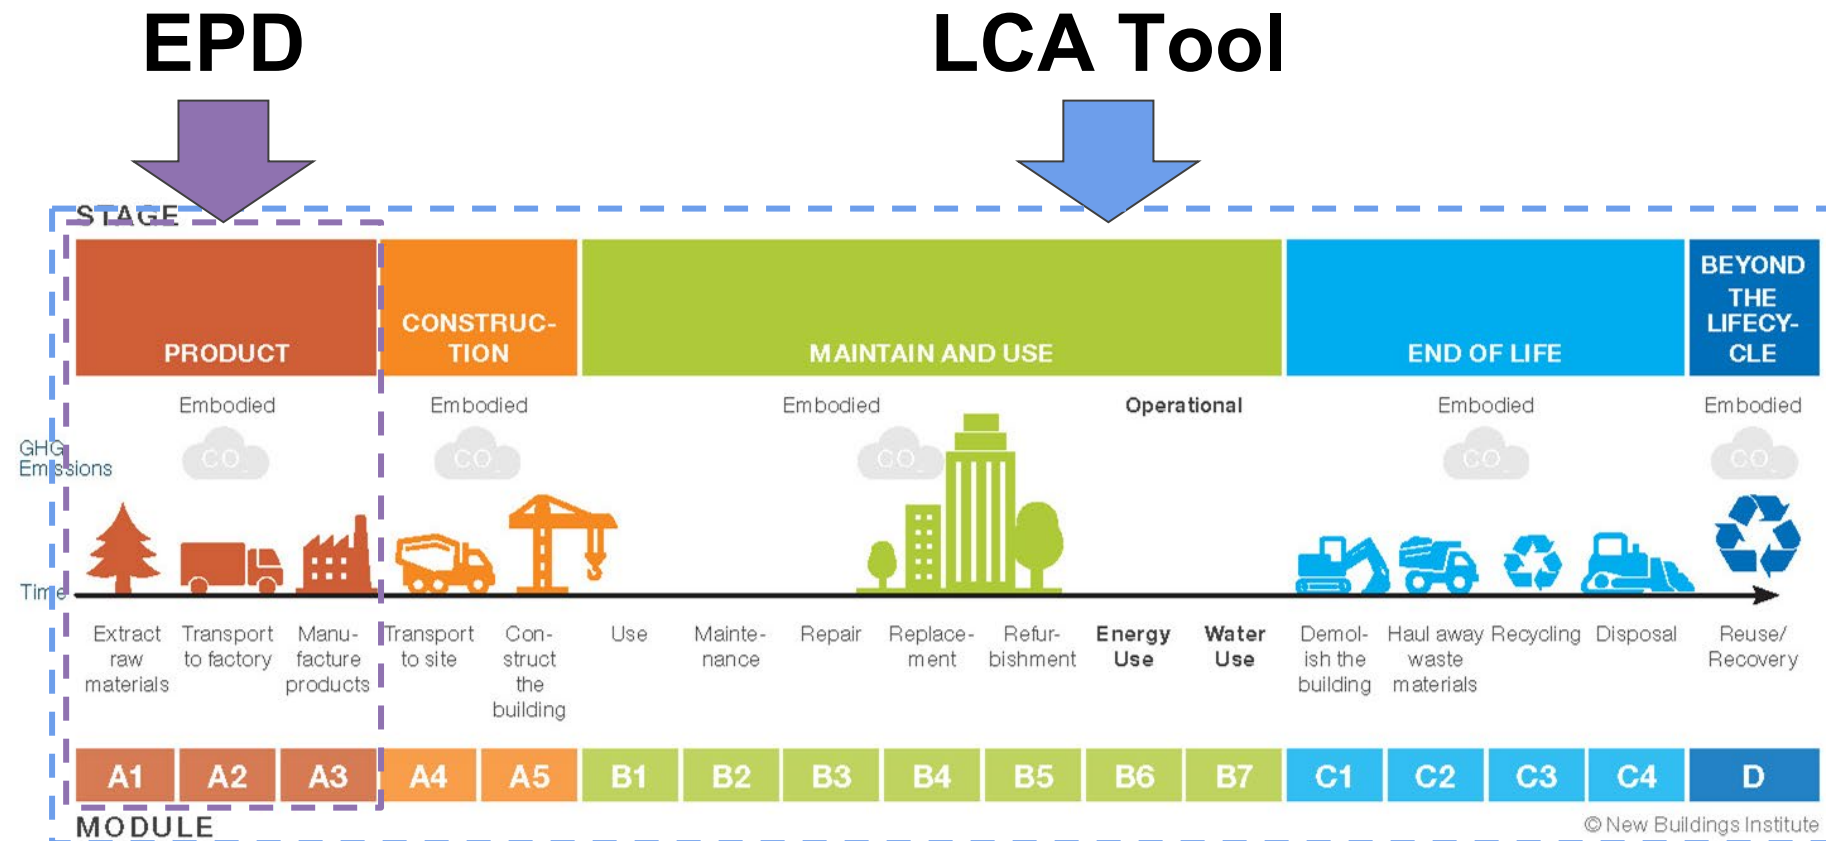 EPD
LCA Tool
STAGE
PRODUCT
CONSTRUC-
TION
MAINTAIN AND USE
END OF LIFE
BEYOND
THE
LIFECY-
CLE
Embodied
Embodied
Embodied
Operational
Embodied
Embodied
GHG
Emissions
CO
CO
CO
CO
CO
Time
Extract
raw
materials
Transport
to factory
Manu-
facture
products
Transport
to site
Con-
struct
the
building
Use
Mainte-
nance
Repair
Replace-
ment
Refur-
bishment
Energy
Use
Water
Use
Demol-
ish the
building
Haul away
waste
materials
Recycling
Disposal
Reuse/
Recovery
A1
A2
A3
A4
A5
B1
B2
B3
B4
B5
B6
B7
C1
C2
C3
C4
D
MODULE
© New Buildings Institute